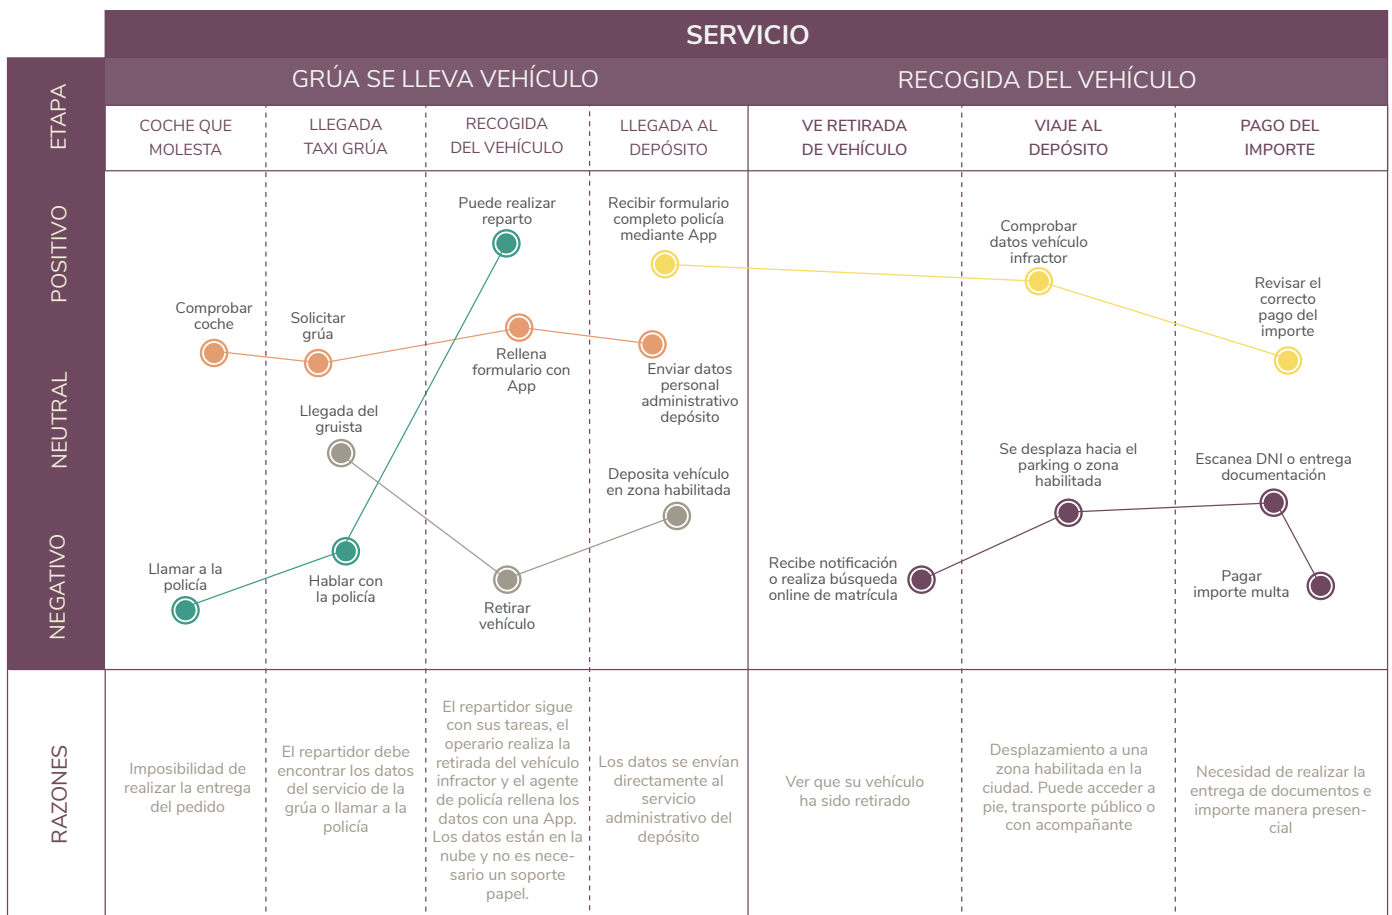 SERVICIO
ETAPA
GRÚA SE LLEVA VEHÍCULO
RECOGIDA DEL VEHÍCULO
COCHE QUE
MOLESTA
LLEGADA
TAXI GRÚA
RECOGIDA
DEL VEHÍCULO
LLEGADA AL
DEPÓSITO
VE RETIRADA
DE VEHÍCULO
VIAJE AL
DEPÓSITO
PAGO DEL
IMPORTE
POSITIVO
NEUTRAL
NEGATIVO
Puede realizar
reparto
Recibir formulario
completo policía
mediante App
Comprobar
datos vehículo
infractor
Revisar el
correcto
pago del
importe
Comprobar
coche
Solicitar
grúa
Rellena
formulario con
App
Enviar datos
personal
administrativo
depósito
Llegada del
gruista
Deposita vehículo
en zona habilitada
Se desplaza hacia el
parking o zona
habilitada
Escanea DNI o entrega
documentación
Llamar a la
policía
Hablar con
la policía
Retirar
vehículo
Recibe notificación
o realiza búsqueda
online de matrícula
Pagar
importe multa
RAZONES
Imposibilidad de
realizar la entrega
del pedido
El repartidor debe
encontrar los datos
del servicio de la
grúa o llamar a la
policía
El repartidor sigue
con sus tareas, el
operario realiza la
retirada del vehículo
infractor y el agente
de policía rellena los
datos con una App.
Los datos están en la
nube y no es nece-
sario un soporte
papel.
Los datos se envían
directamente al
servicio
administrativo del
depósito
Ver que su vehículo
ha sido retirado
Desplazamiento a una
zona habilitada en la
ciudad. Puede acceder a
pie, transporte público o
con acompañante
Necesidad de realizar la
entrega de documentos e
importe manera presen-
cial